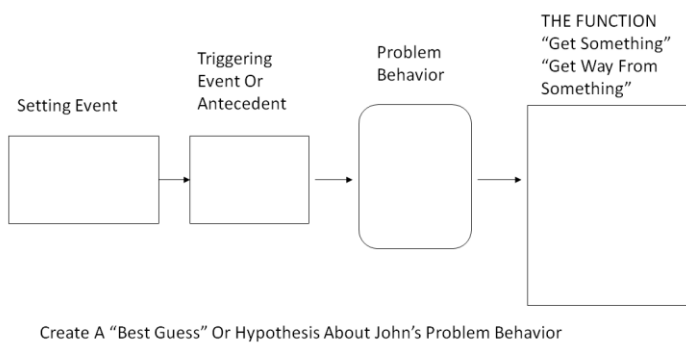 Setting Event
Triggering
Event Or
Antecedent
Problem
Behavior
THE FUNCTION
“Get Something”
“Get Way From
Something”
Create A “Best Guess” Or Hypothesis About John’s Problem Behavior